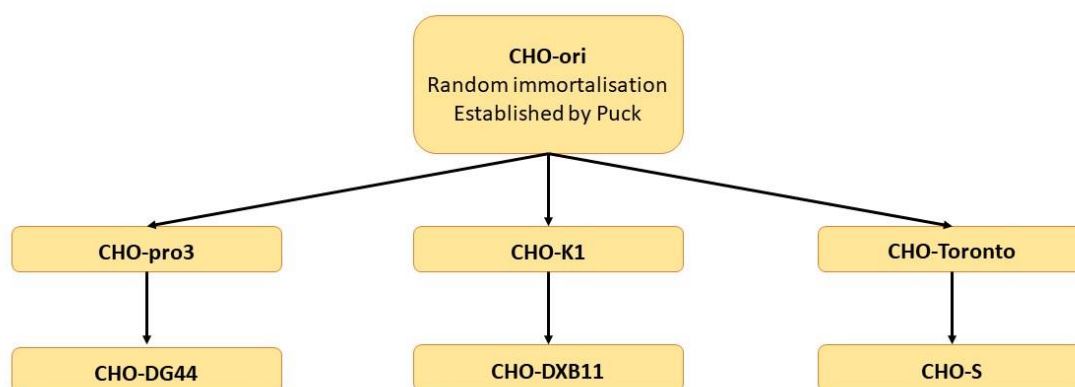 CHO-ori
Random immortalisation
Established by Puck
CHO-pro3
CHO-K1
CHO-Toronto
CHO-DG44
CHO-DXB11
CHO-S